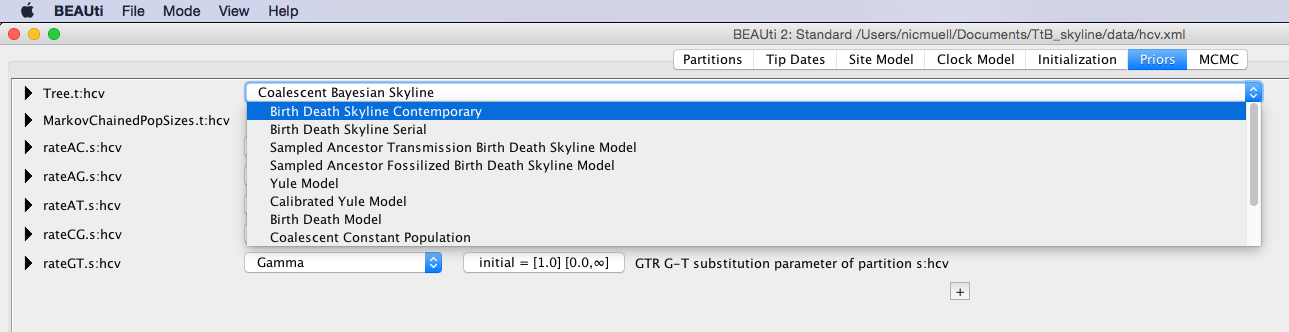 BEAUti File Mode View Help
BEAUti 2: Standard /Users/nicmuell/Documents/TtB_skyline/data/hcv.xml
Partitions Tip Dates Site Model Clock Model Initialization Priors MCMC
Tree.t:hcv Coalescent Bayesian Skyline
Birth Death Skyline Contemporary
MarkovChainedPopSizes.t:hcv
Birth Death Skyline Serial
rateAC.s:hcv Sampled Ancestor Transmission Birth Death Skyline Model
Sampled Ancestor Fossilized Birth Death Skyline Model
rateAG.s:hcv
Yule Model
rateAT.s:hcv Calibrated Yule Model
Birth Death Model
rateCG.s:hcv Coalescent Constant Population
rateGT.s:hcv Gamma initial = [1.0] [0.0,∞] GTR G-T substitution parameter of partition s:hcv
+